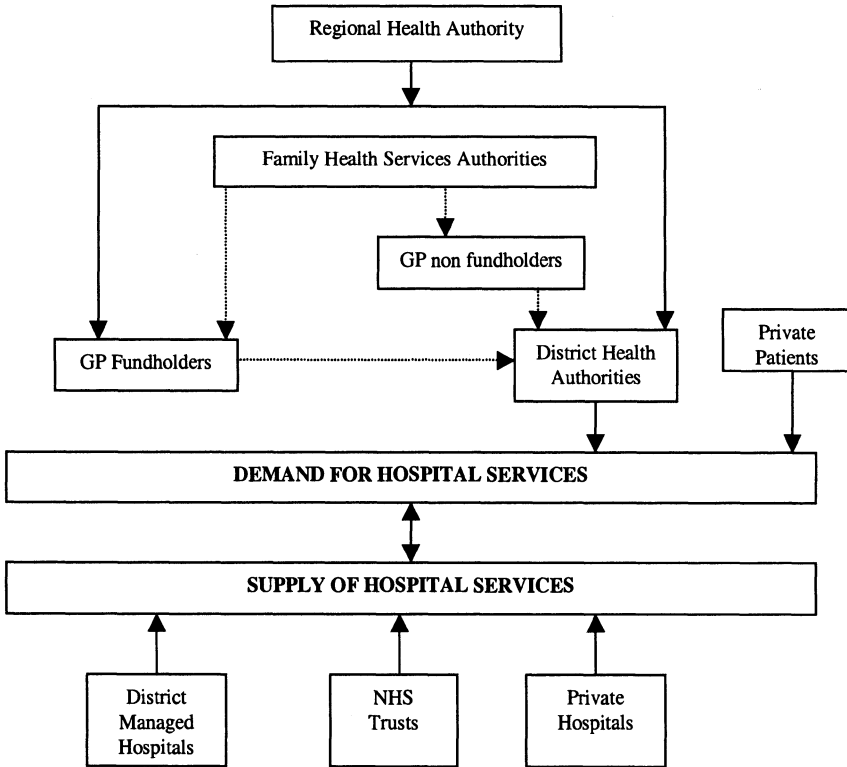 Regional Health Authority
Family Health Services Authorities
GP non fundholders
GP Fundholders
District Health
Authorities
Private
Patients
DEMAND FOR HOSPITAL SERVICES
SUPPLY OF HOSPITAL SERVICES
District
Managed
Hospitals
NHS
Trusts
Private
Hospitals